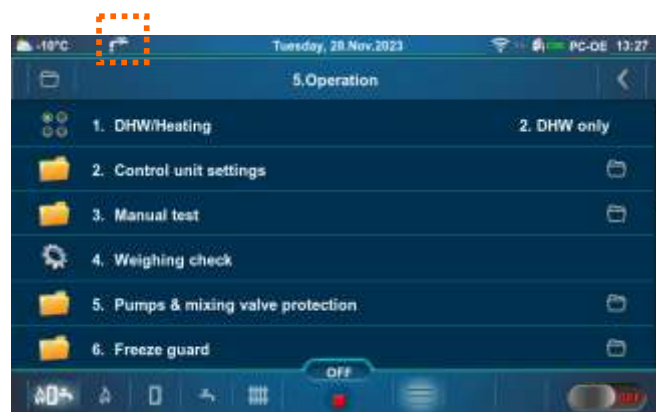 -10°C Tuesday, 28.Nov.2023 PC-OE 13:27
5.Operation
1. DHW/Heating 2. DHW only
2. Control unit settings
3. Manual test
4. Weighing check
5. Pumps & mixing valve protection
6. Freeze guard
OFF
OFF